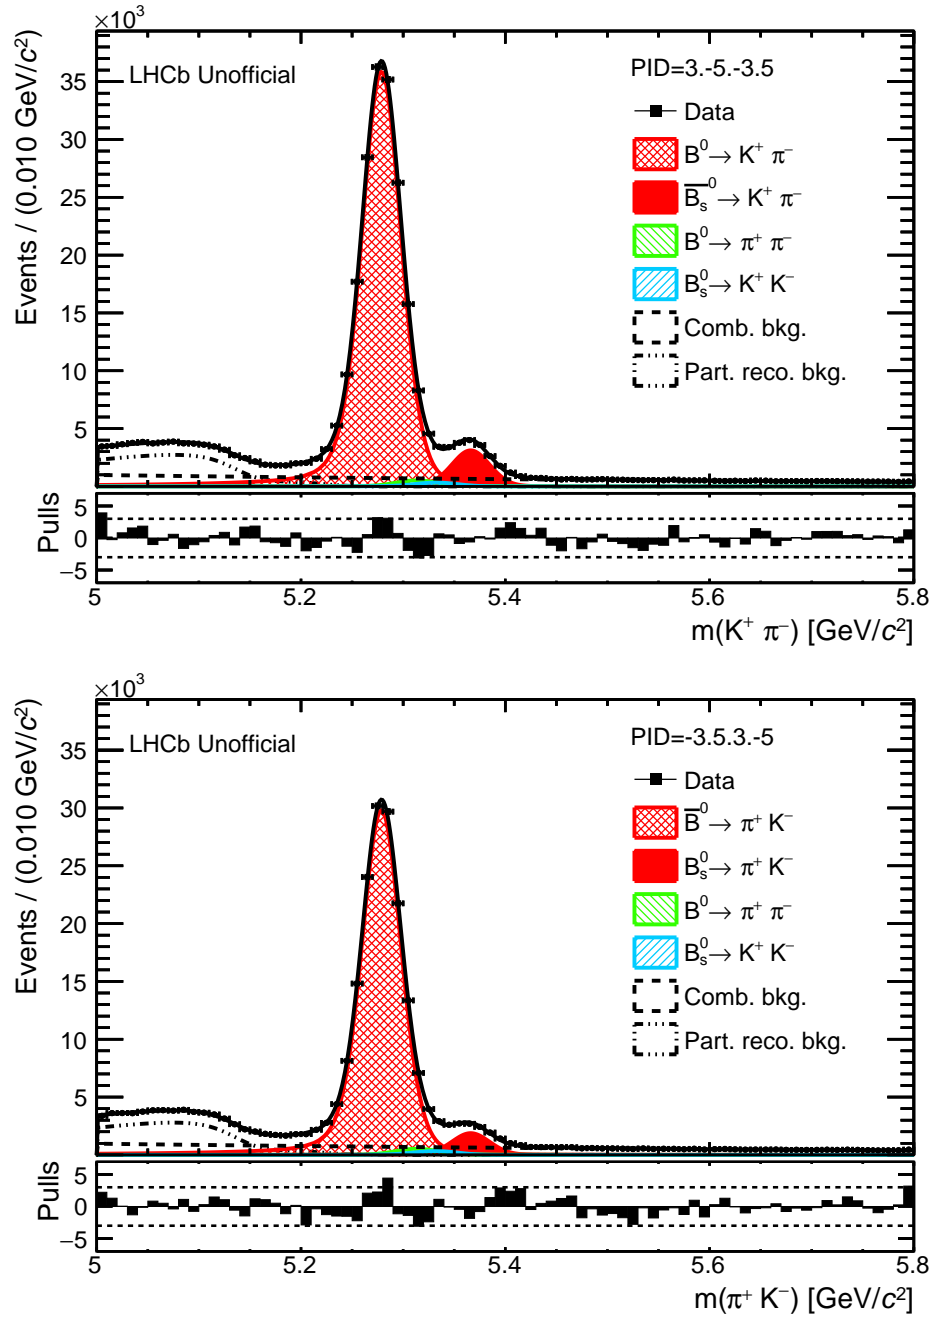 ×10³
Events / (0.010 GeV/c²)
LHCb Unofficial
PID=3.-5.-3.5
Data
B⁰→ K⁺ π⁻
B̅ₛ⁰→ K⁺ π⁻
B⁰→ π⁺ π⁻
Bₛ⁰→ K⁺ K⁻
Comb. bkg.
Part. reco. bkg.
35
30
25
20
15
10
5
Pulls
5
0
−5
5 5.2 5.4 5.6 5.8
m(K⁺ π⁻) [GeV/c²]
×10³
Events / (0.010 GeV/c²)
LHCb Unofficial
PID=-3.5.3.-5
Data
B̅⁰→ π⁺ K⁻
Bₛ⁰→ π⁺ K⁻
B⁰→ π⁺ π⁻
Bₛ⁰→ K⁺ K⁻
Comb. bkg.
Part. reco. bkg.
35
30
25
20
15
10
5
Pulls
5
0
−5
5 5.2 5.4 5.6 5.8
m(π⁺ K⁻) [GeV/c²]